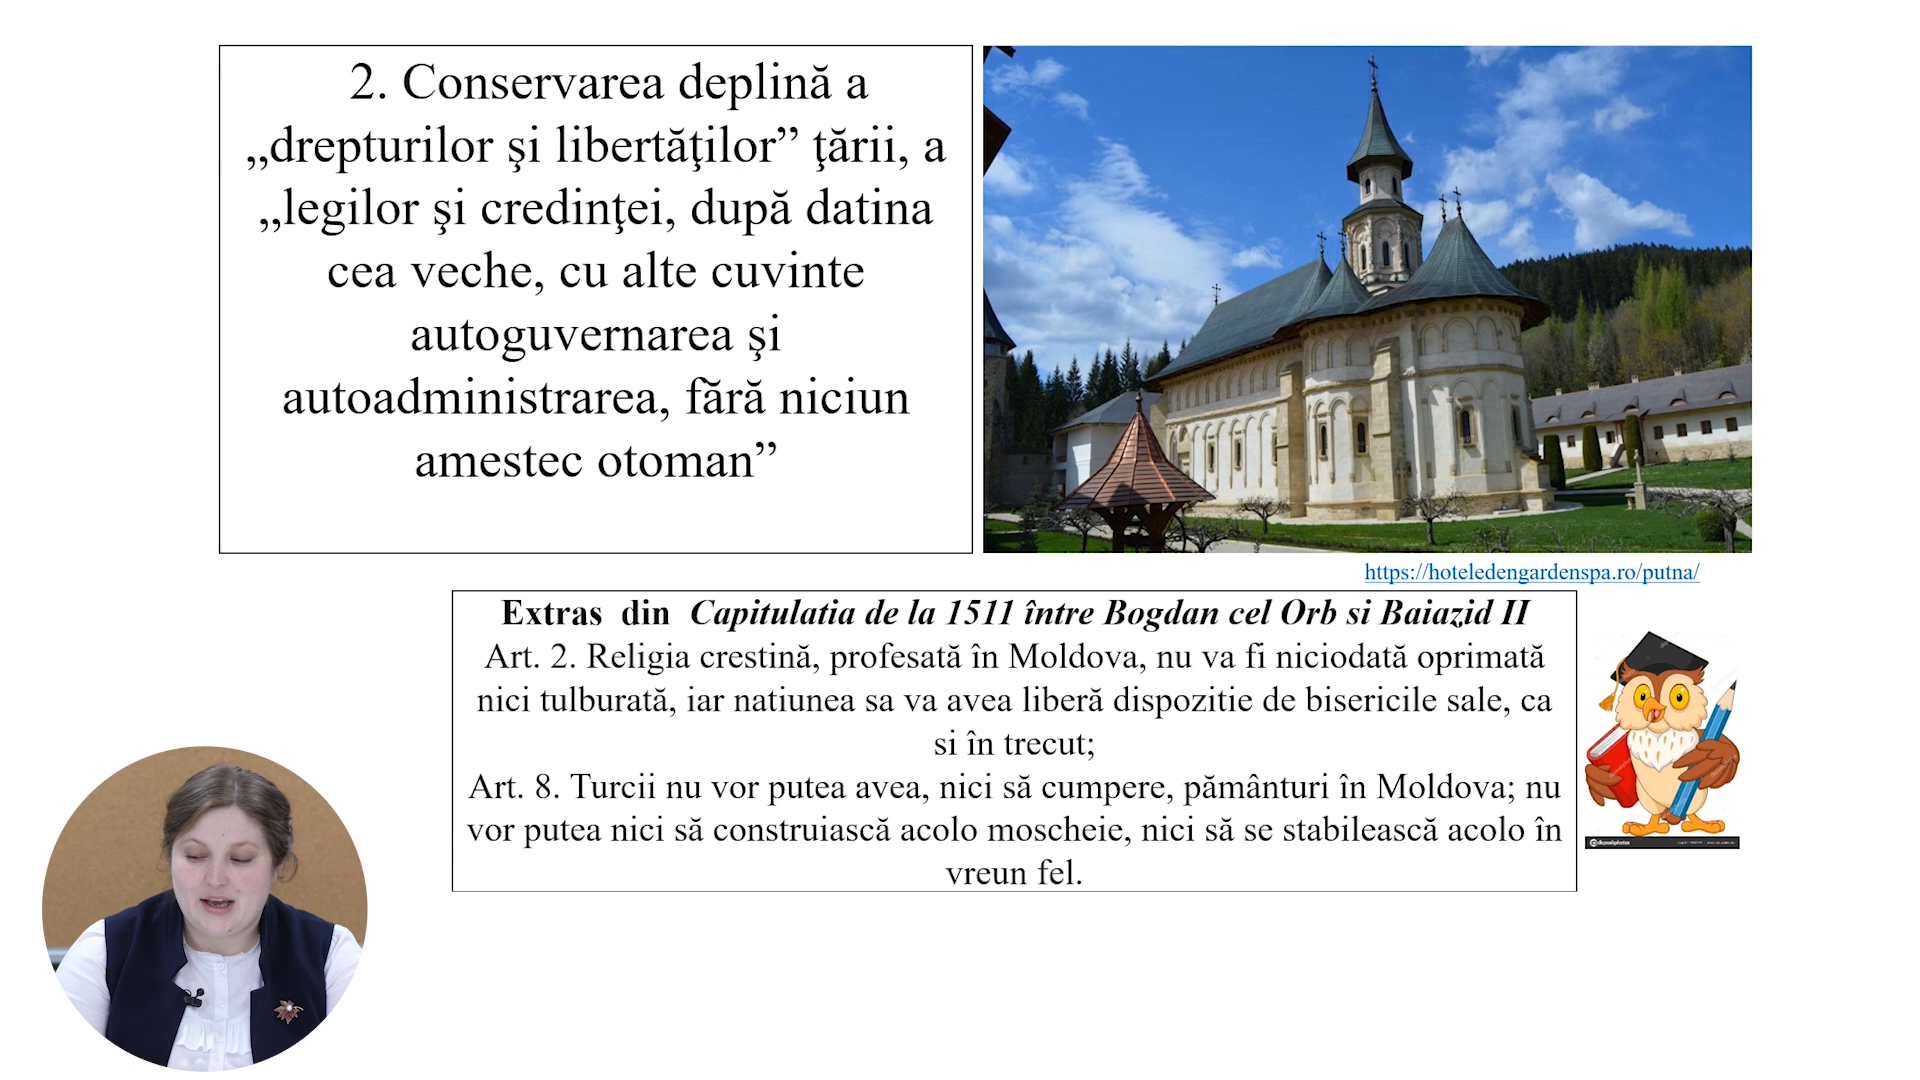 2. Conservarea deplină a
„drepturilor şi libertăţilor” ţării, a
„legilor şi credinţei, după datina
cea veche, cu alte cuvinte
autoguvernarea şi
autoadministrarea, fără niciun
amestec otoman”
https://hoteledengardenspa.ro/putna/
Extras din Capitulatia de la 1511 între Bogdan cel Orb si Baiazid II
Art. 2. Religia crestină, profesată în Moldova, nu va fi niciodată oprimată
nici tulburată, iar natiunea sa va avea liberă dispozitie de bisericile sale, ca
si în trecut;
Art. 8. Turcii nu vor putea avea, nici să cumpere, pământuri în Moldova; nu
vor putea nici să construiască acolo moscheie, nici să se stabilească acolo în
vreun fel.
depositphotos